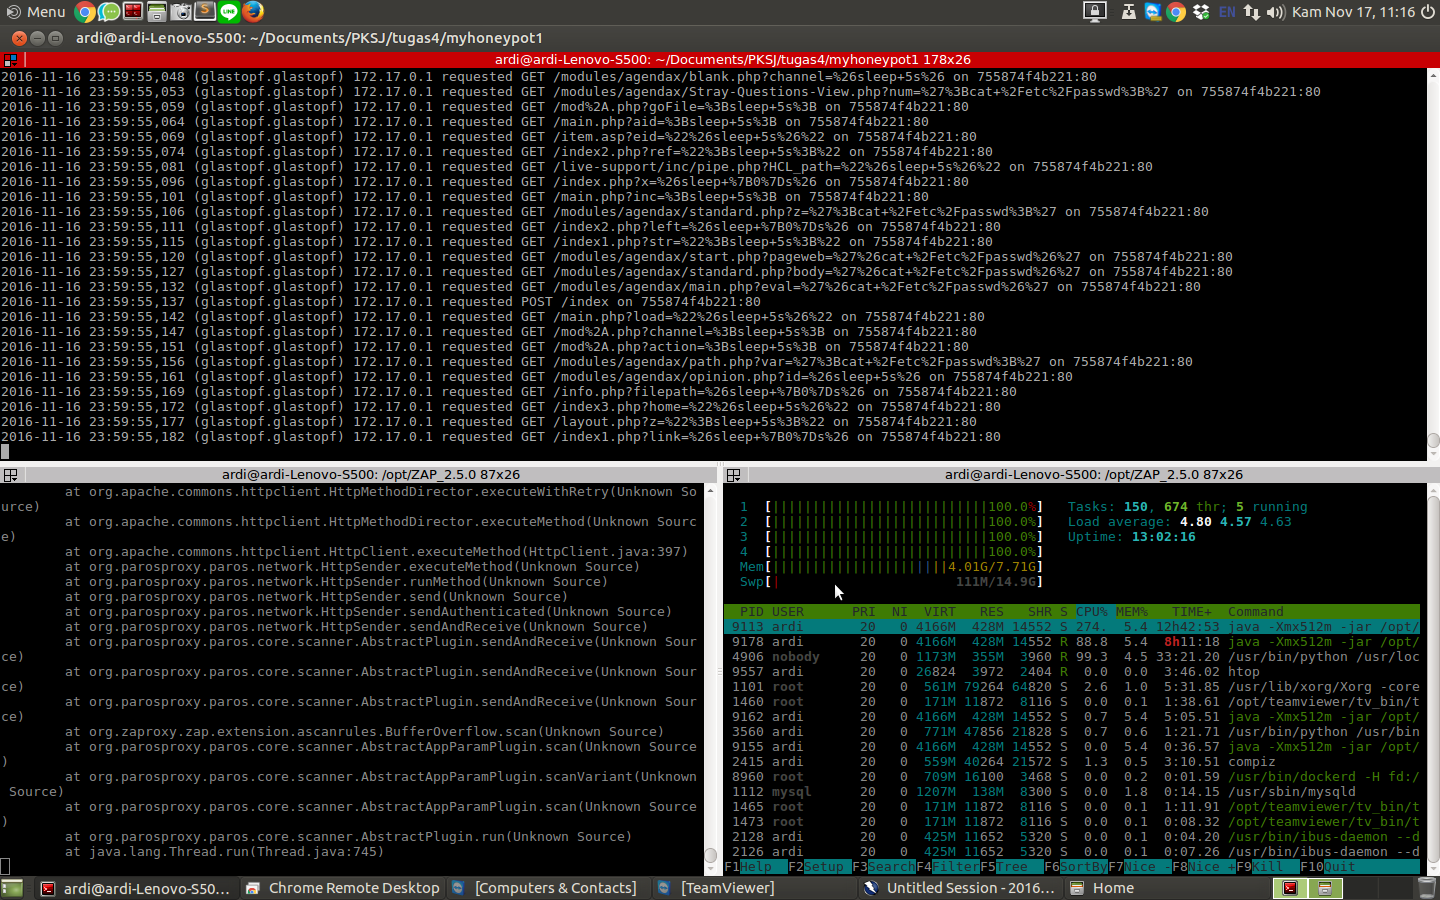 Menu
EN
Kam Nov 17, 11:16
ardi@ardi-Lenovo-S500: ~/Documents/PKSJ/tugas4/myhoneypot1
ardi@ardi-Lenovo-S500: ~/Documents/PKSJ/tugas4/myhoneypot1 178x26
2016-11-16 23:59:55,048 (glastopf.glastopf) 172.17.0.1 requested GET /modules/agendax/blank.php?channel=%26sleep+5s%26 on 755874f4b221:80
2016-11-16 23:59:55,053 (glastopf.glastopf) 172.17.0.1 requested GET /modules/agendax/Stray-Questions-View.php?num=%27%3Bcat+%2Fetc%2Fpasswd%3B%27 on 755874f4b221:80
2016-11-16 23:59:55,059 (glastopf.glastopf) 172.17.0.1 requested GET /mod%2A.php?goFile=%3Bsleep+5s%3B on 755874f4b221:80
2016-11-16 23:59:55,064 (glastopf.glastopf) 172.17.0.1 requested GET /main.php?aid=%3Bsleep+5s%3B on 755874f4b221:80
2016-11-16 23:59:55,069 (glastopf.glastopf) 172.17.0.1 requested GET /item.asp?eid=%22%26sleep+5s%26%22 on 755874f4b221:80
2016-11-16 23:59:55,074 (glastopf.glastopf) 172.17.0.1 requested GET /index2.php?ref=%22%3Bsleep+5s%3B%22 on 755874f4b221:80
2016-11-16 23:59:55,081 (glastopf.glastopf) 172.17.0.1 requested GET /live-support/inc/pipe.php?HCL_path=%22%26sleep+5s%26%22 on 755874f4b221:80
2016-11-16 23:59:55,096 (glastopf.glastopf) 172.17.0.1 requested GET /index.php?x=%26sleep+%7B0%7Ds%26 on 755874f4b221:80
2016-11-16 23:59:55,101 (glastopf.glastopf) 172.17.0.1 requested GET /main.php?inc=%3Bsleep+5s%3B on 755874f4b221:80
2016-11-16 23:59:55,106 (glastopf.glastopf) 172.17.0.1 requested GET /modules/agendax/standard.php?z=%27%3Bcat+%2Fetc%2Fpasswd%3B%27 on 755874f4b221:80
2016-11-16 23:59:55,111 (glastopf.glastopf) 172.17.0.1 requested GET /index2.php?left=%26sleep+%7B0%7Ds%26 on 755874f4b221:80
2016-11-16 23:59:55,115 (glastopf.glastopf) 172.17.0.1 requested GET /index1.php?str=%22%3Bsleep+5s%3B%22 on 755874f4b221:80
2016-11-16 23:59:55,120 (glastopf.glastopf) 172.17.0.1 requested GET /modules/agendax/start.php?pageweb=%27%26cat+%2Fetc%2Fpasswd%26%27 on 755874f4b221:80
2016-11-16 23:59:55,127 (glastopf.glastopf) 172.17.0.1 requested GET /modules/agendax/standard.php?body=%27%26cat+%2Fetc%2Fpasswd%26%27 on 755874f4b221:80
2016-11-16 23:59:55,132 (glastopf.glastopf) 172.17.0.1 requested GET /modules/agendax/main.php?eval=%27%26cat+%2Fetc%2Fpasswd%26%27 on 755874f4b221:80
2016-11-16 23:59:55,137 (glastopf.glastopf) 172.17.0.1 requested POST /index on 755874f4b221:80
2016-11-16 23:59:55,142 (glastopf.glastopf) 172.17.0.1 requested GET /main.php?load=%22%26sleep+5s%26%22 on 755874f4b221:80
2016-11-16 23:59:55,147 (glastopf.glastopf) 172.17.0.1 requested GET /mod%2A.php?channel=%3Bsleep+5s%3B on 755874f4b221:80
2016-11-16 23:59:55,151 (glastopf.glastopf) 172.17.0.1 requested GET /mod%2A.php?action=%3Bsleep+5s%3B on 755874f4b221:80
2016-11-16 23:59:55,156 (glastopf.glastopf) 172.17.0.1 requested GET /modules/agendax/path.php?var=%27%3Bcat+%2Fetc%2Fpasswd%3B%27 on 755874f4b221:80
2016-11-16 23:59:55,161 (glastopf.glastopf) 172.17.0.1 requested GET /modules/agendax/opinion.php?id=%26sleep+5s%26 on 755874f4b221:80
2016-11-16 23:59:55,169 (glastopf.glastopf) 172.17.0.1 requested GET /info.php?filepath=%26sleep+%7B0%7Ds%26 on 755874f4b221:80
2016-11-16 23:59:55,172 (glastopf.glastopf) 172.17.0.1 requested GET /index3.php?home=%22%26sleep+5s%26%22 on 755874f4b221:80
2016-11-16 23:59:55,177 (glastopf.glastopf) 172.17.0.1 requested GET /layout.php?z=%22%3Bsleep+5s%3B%22 on 755874f4b221:80
2016-11-16 23:59:55,182 (glastopf.glastopf) 172.17.0.1 requested GET /index1.php?link=%26sleep+%7B0%7Ds%26 on 755874f4b221:80
ardi@ardi-Lenovo-S500: /opt/ZAP_2.5.0 87x26
at org.apache.commons.httpclient.HttpMethodDirector.executeWithRetry(Unknown So
urce)
at org.apache.commons.httpclient.HttpMethodDirector.executeMethod(Unknown Sourc
e)
at org.apache.commons.httpclient.HttpClient.executeMethod(HttpClient.java:397)
at org.parosproxy.paros.network.HttpSender.executeMethod(Unknown Source)
at org.parosproxy.paros.network.HttpSender.runMethod(Unknown Source)
at org.parosproxy.paros.network.HttpSender.send(Unknown Source)
at org.parosproxy.paros.network.HttpSender.sendAuthenticated(Unknown Source)
at org.parosproxy.paros.network.HttpSender.sendAndReceive(Unknown Source)
at org.parosproxy.paros.core.scanner.AbstractPlugin.sendAndReceive(Unknown Sour
ce)
at org.parosproxy.paros.core.scanner.AbstractPlugin.sendAndReceive(Unknown Sour
ce)
at org.parosproxy.paros.core.scanner.AbstractPlugin.sendAndReceive(Unknown Sour
ce)
at org.zaproxy.zap.extension.ascanrules.BufferOverflow.scan(Unknown Source)
at org.parosproxy.paros.core.scanner.AbstractAppParamPlugin.scan(Unknown Source
)
at org.parosproxy.paros.core.scanner.AbstractAppParamPlugin.scanVariant(Unknown
Source)
at org.parosproxy.paros.core.scanner.AbstractAppParamPlugin.scan(Unknown Source
)
at org.parosproxy.paros.core.scanner.AbstractPlugin.run(Unknown Source)
at java.lang.Thread.run(Thread.java:745)
ardi@ardi-Lenovo-S500: /opt/ZAP_2.5.0 87x26
1 [100.0%] Tasks: 150, 674 thr; 5 running
2 [100.0%] Load average: 4.80 4.57 4.63
3 [100.0%] Uptime: 13:02:16
4 [100.0%]
Mem[4.01G/7.71G]
Swp[111M/14.9G]
PID USER PRI NI VIRT RES SHR S CPU% MEM% TIME+ Command
9113 ardi 20 0 4166M 428M 14552 S 274. 5.4 12h42:53 java -Xmx512m -jar /opt/
9178 ardi 20 0 4166M 428M 14552 R 88.8 5.4 8h11:18 java -Xmx512m -jar /opt/
4906 nobody 20 0 1173M 355M 3960 R 99.3 4.5 33:21.20 /usr/bin/python /usr/loc
9557 ardi 20 0 26824 3972 2404 R 0.0 0.0 3:46.02 htop
1101 root 20 0 561M 79264 64820 S 2.6 1.0 5:31.85 /usr/lib/xorg/Xorg -core
1460 root 20 0 171M 11872 8116 S 0.0 0.1 1:38.61 /opt/teamviewer/tv_bin/t
9162 ardi 20 0 4166M 428M 14552 S 0.7 5.4 5:05.51 java -Xmx512m -jar /opt/
3560 ardi 20 0 771M 47856 21828 S 0.7 0.6 1:21.71 /usr/bin/python /usr/bin
9155 ardi 20 0 4166M 428M 14552 S 0.0 5.4 0:36.57 java -Xmx512m -jar /opt/
2415 ardi 20 0 559M 40264 21572 S 1.3 0.5 3:10.51 compiz
8960 root 20 0 709M 16100 3468 S 0.0 0.2 0:01.59 /usr/bin/dockerd -H fd:/
1112 mysql 20 0 1207M 138M 8300 S 0.0 1.8 0:14.15 /usr/sbin/mysqld
1465 root 20 0 171M 11872 8116 S 0.0 0.1 1:11.91 /opt/teamviewer/tv_bin/t
1473 root 20 0 171M 11872 8116 S 0.0 0.1 0:08.32 /opt/teamviewer/tv_bin/t
2128 ardi 20 0 425M 11652 5320 S 0.0 0.1 0:04.20 /usr/bin/ibus-daemon --d
2126 ardi 20 0 425M 11652 5320 S 0.0 0.1 0:07.26 /usr/bin/ibus-daemon --d
F1Help F2Setup F3SearchF4FilterF5Tree F6SortByF7Nice -F8Nice +F9Kill F10Quit
ardi@ardi-Lenovo-S50...
Chrome Remote Desktop
[Computers & Contacts]
[TeamViewer]
Untitled Session - 2016...
Home